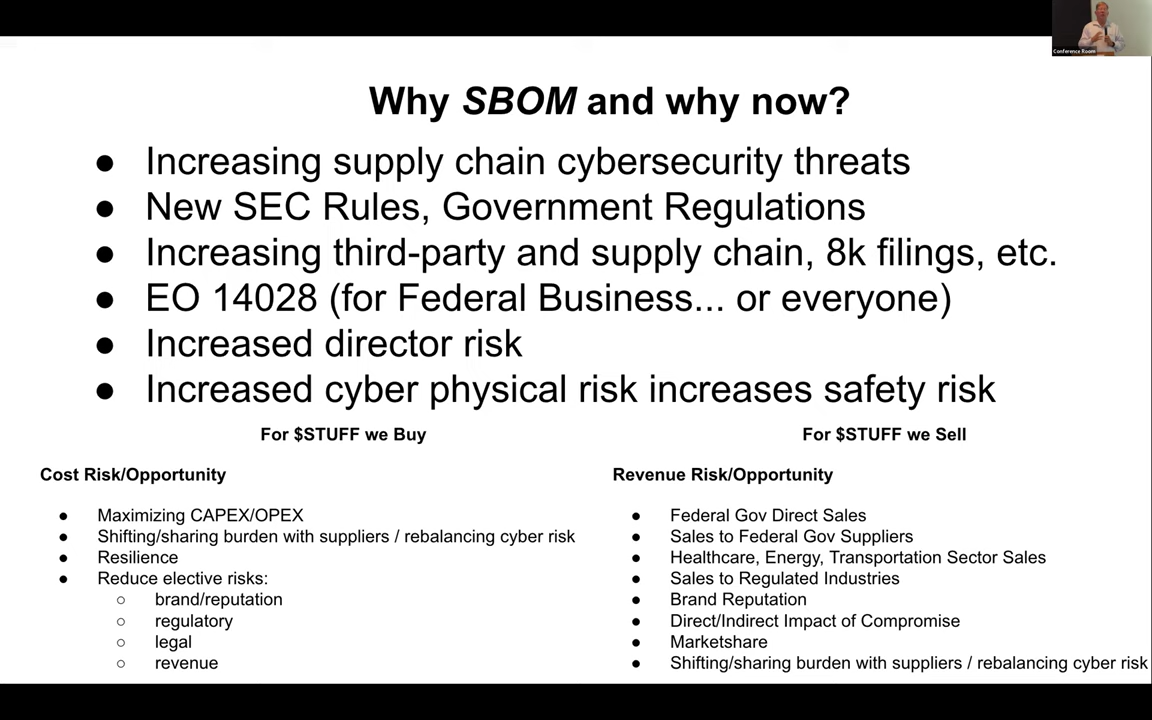 Conference Room
Why SBOM and why now?
● Increasing supply chain cybersecurity threats
● New SEC Rules, Government Regulations
● Increasing third-party and supply chain, 8k filings, etc.
● EO 14028 (for Federal Business... or everyone)
● Increased director risk
● Increased cyber physical risk increases safety risk
For $STUFF we Buy
Cost Risk/Opportunity
● Maximizing CAPEX/OPEX
● Shifting/sharing burden with suppliers / rebalancing cyber risk
● Resilience
● Reduce elective risks:
○ brand/reputation
○ regulatory
○ legal
○ revenue
For $STUFF we Sell
Revenue Risk/Opportunity
● Federal Gov Direct Sales
● Sales to Federal Gov Suppliers
● Healthcare, Energy, Transportation Sector Sales
● Sales to Regulated Industries
● Brand Reputation
● Direct/Indirect Impact of Compromise
● Marketshare
● Shifting/sharing burden with suppliers / rebalancing cyber risk